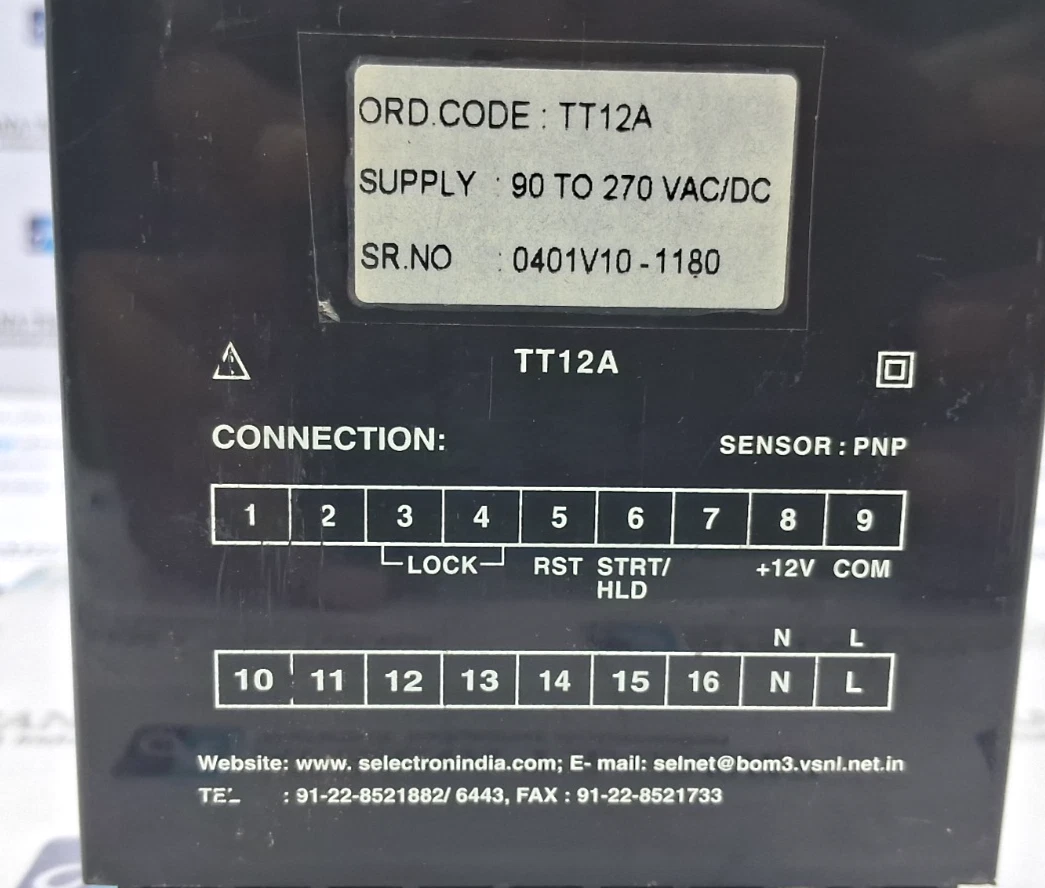 ORD.CODE : TT12A
SUPPLY : 90 TO 270 VAC/DC
SR.NO : 0401V10 - 1180
TT12A
CONNECTION: SENSOR : PNP
1 2 3 4 5 6 7 8 9
LOCK RST STRT/ +12V COM
HLD
N L
10 11 12 13 14 15 16 N L
Website: www. selectronindia.com; E- mail: selnet@bom3.vsnl.net.in
TEL : 91-22-8521882/ 6443, FAX : 91-22-8521733